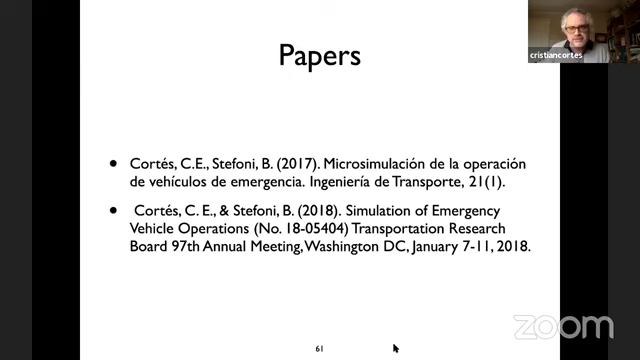 cristiancortes
Papers
• Cortés, C.E., Stefoni, B. (2017). Microsimulación de la operación
de vehículos de emergencia. Ingeniería de Transporte, 21(1).
• Cortés, C. E., & Stefoni, B. (2018). Simulation of Emergency
Vehicle Operations (No. 18-05404) Transportation Research
Board 97th Annual Meeting, Washington DC, January 7-11, 2018.
61
zoom